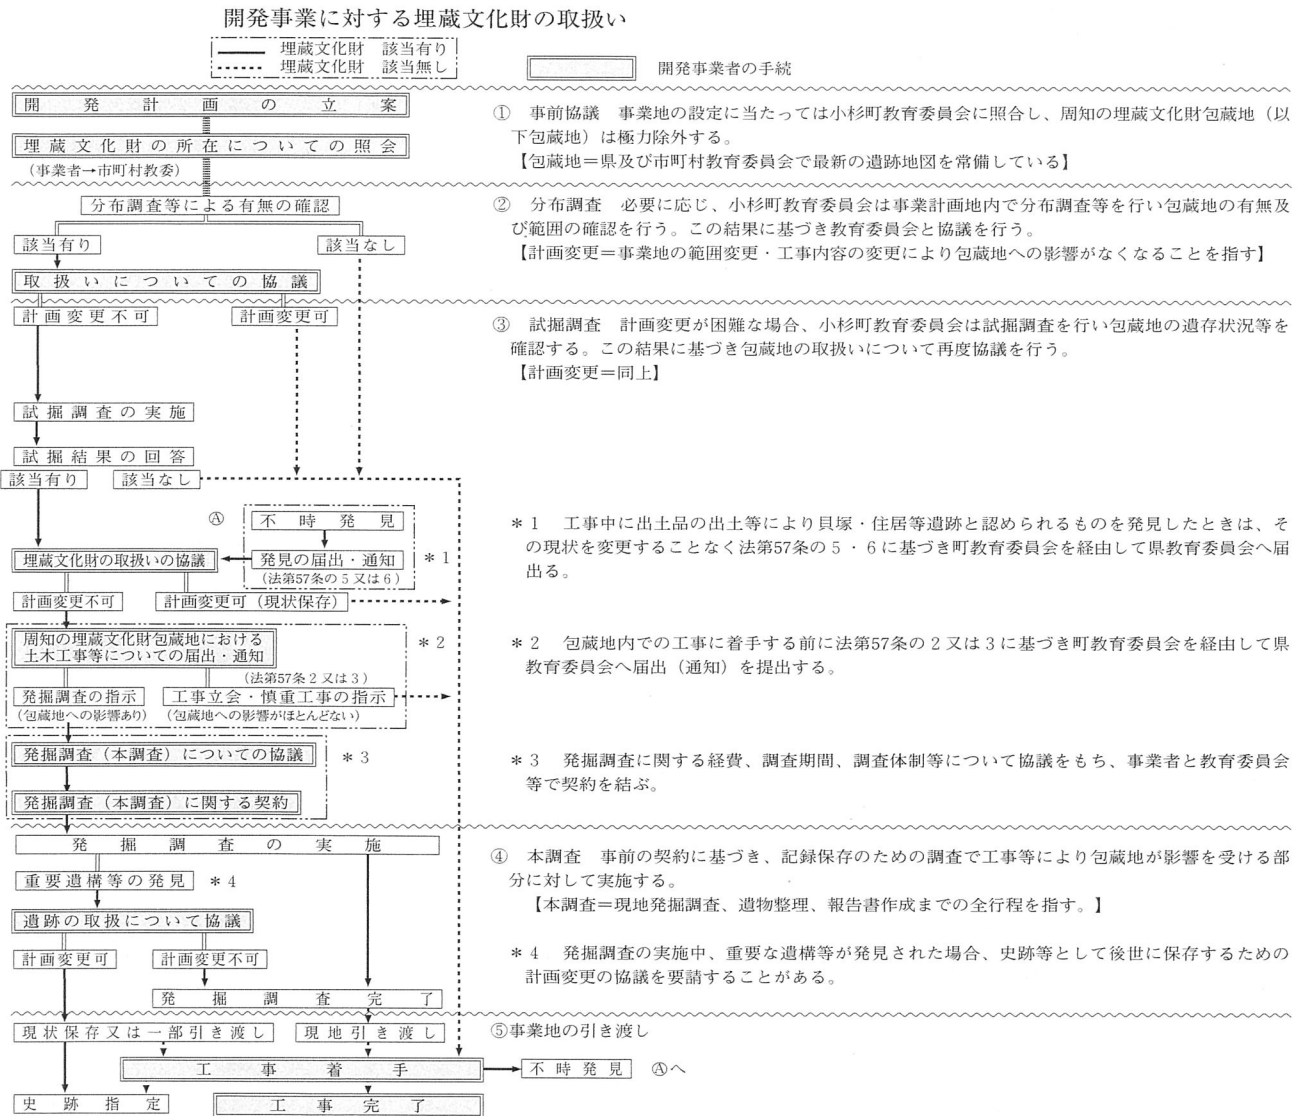 開発事業に対する埋蔵文化財の取扱い
埋蔵文化財　該当有り
埋蔵文化財　該当無し
開発事業者の手続
開発計画の立案
埋蔵文化財の所在についての照会
(事業者→市町村教委)
① 事前協議　事業地の設定に当たっては小杉町教育委員会に照合し、周知の埋蔵文化財包蔵地（以
下包蔵地）は極力除外する。
【包蔵地＝県及び市町村教育委員会で最新の遺跡地図を常備している】
分布調査等による有無の確認
該当有り
該当なし
取扱いについての協議
② 分布調査　必要に応じ、小杉町教育委員会は事業計画地内で分布調査等を行い包蔵地の有無及
び範囲の確認を行う。この結果に基づき教育委員会と協議を行う。
【計画変更＝事業地の範囲変更・工事内容の変更により包蔵地への影響がなくなることを指す】
計画変更不可
計画変更可
③ 試掘調査　計画変更が困難な場合、小杉町教育委員会は試掘調査を行い包蔵地の遺存状況等を
確認する。この結果に基づき包蔵地の取扱いについて再度協議を行う。
【計画変更＝同上】
試掘調査の実施
試掘結果の回答
該当有り
該当なし
Ⓐ
不時発見
発見の届出・通知
(法第57条の５又は６)
＊１
埋蔵文化財の取扱いの協議
計画変更不可
計画変更可（現状保存）
＊１　工事中に出土品の出土等により貝塚・住居等遺跡と認められるものを発見したときは、そ
の現状を変更することなく法第57条の５・６に基づき町教育委員会を経由して県教育委員会へ届
出る。
周知の埋蔵文化財包蔵地における
土木工事等についての届出・通知
＊２
(法第57条２又は３)
発掘調査の指示
工事立会・慎重工事の指示
(包蔵地への影響あり)
(包蔵地への影響がほとんどない)
＊２　包蔵地内での工事に着手する前に法第57条の２又は３に基づき町教育委員会を経由して県
教育委員会へ届出（通知）を提出する。
発掘調査（本調査）についての協議
＊３
発掘調査（本調査）に関する契約
＊３　発掘調査に関する経費、調査期間、調査体制等について協議をもち、事業者と教育委員会
等で契約を結ぶ。
発掘調査の実施
重要遺構等の発見
＊４
遺跡の取扱について協議
計画変更可
計画変更不可
発掘調査完了
④ 本調査　事前の契約に基づき、記録保存のための調査で工事等により包蔵地が影響を受ける部
分に対して実施する。
【本調査＝現地発掘調査、遺物整理、報告書作成までの全行程を指す。】
＊４　発掘調査の実施中、重要な遺構等が発見された場合、史跡等として後世に保存するための
計画変更の協議を要請することがある。
現状保存又は一部引き渡し
現地引き渡し
⑤事業地の引き渡し
工事着手
不時発見
Ⓐへ
史跡指定
工事完了